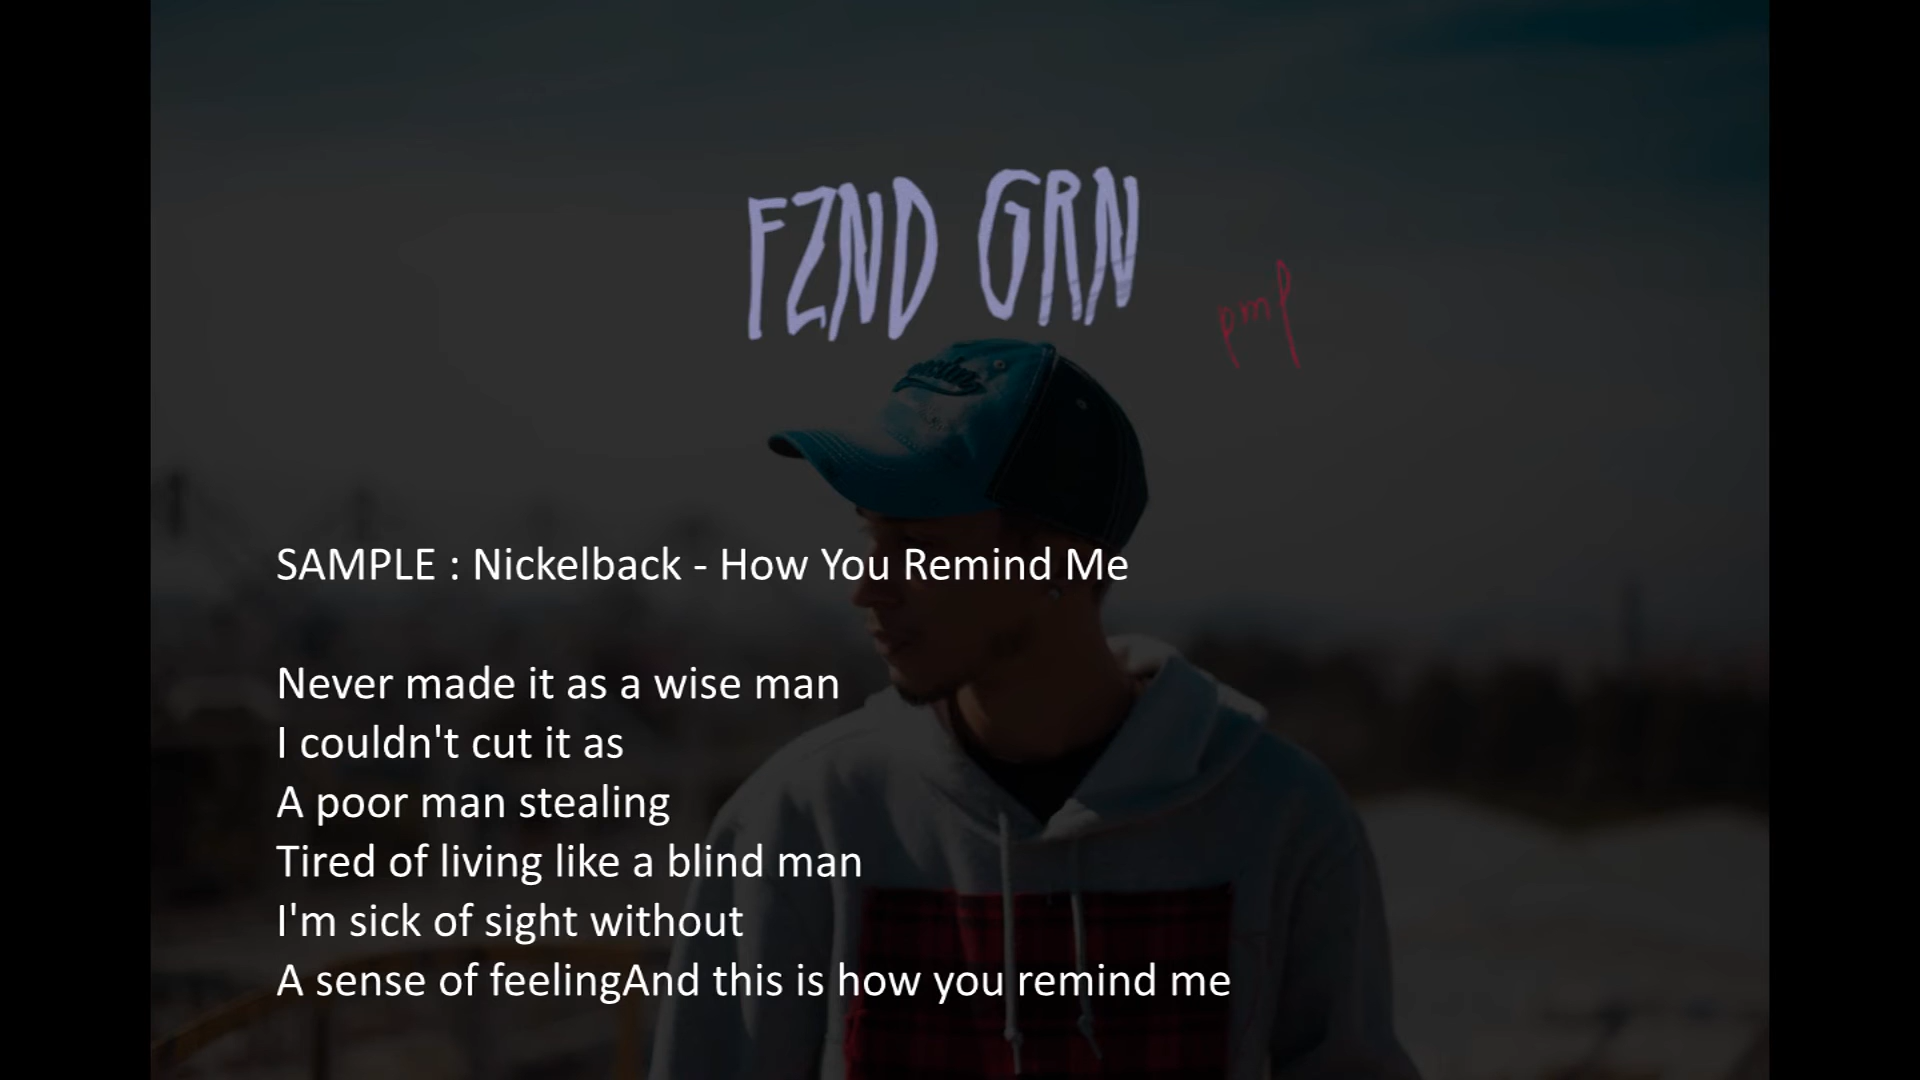 FZND GRN
pmp
SAMPLE : Nickelback - How You Remind Me
Never made it as a wise man
I couldn't cut it as
A poor man stealing
Tired of living like a blind man
I'm sick of sight without
A sense of feelingAnd this is how you remind me